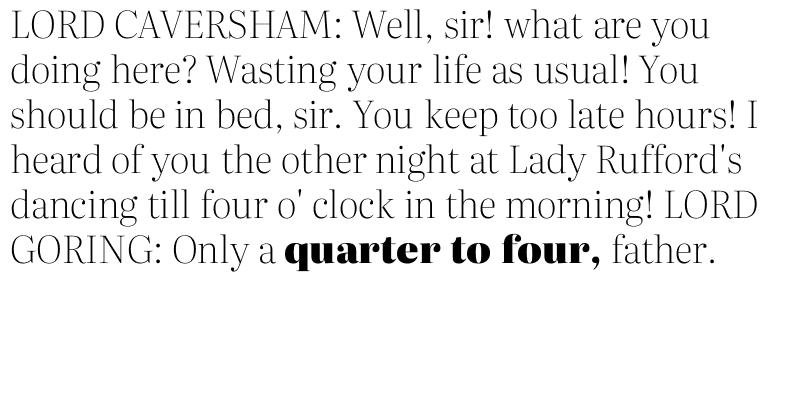 LORD CAVERSHAM: Well, sir! what are you
doing here? Wasting your life as usual! You
should be in bed, sir. You keep too late hours! I
heard of you the other night at Lady Rufford's
dancing till four o' clock in the morning! LORD
GORING: Only a quarter to four, father.